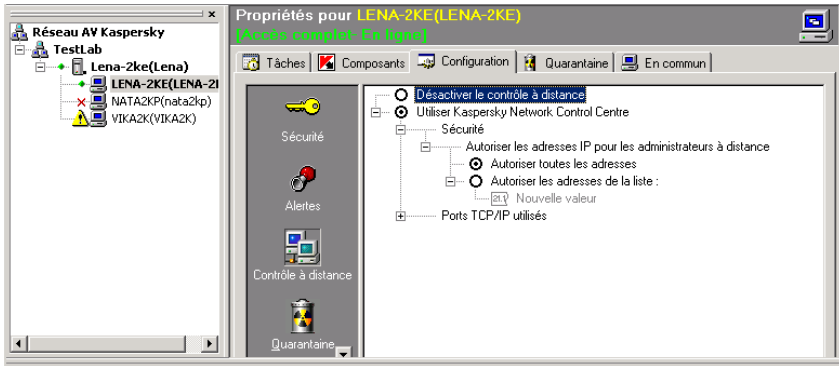 Réseau AV Kaspersky
TestLab
Lena-2ke(Lena)
LENA-2KE(LENA-2
NATA2KP(nata2kp)
VIKA2K(VIKA2K)
Propriétés pour LENA-2KE(LENA-2KE)
[Accès complet- En ligne]
Tâches
Composants
Configuration
Quarantaine
En commun
Sécurité
Alertes
Contrôle à distance
Quarantaine
Désactiver le contrôle à distance
Utiliser Kaspersky Network Control Centre
Sécurité
Autoriser les adresses IP pour les administrateurs à distance
Autoriser toutes les adresses
Autoriser les adresses de la liste :
Nouvelle valeur
Ports TCP/IP utilisés